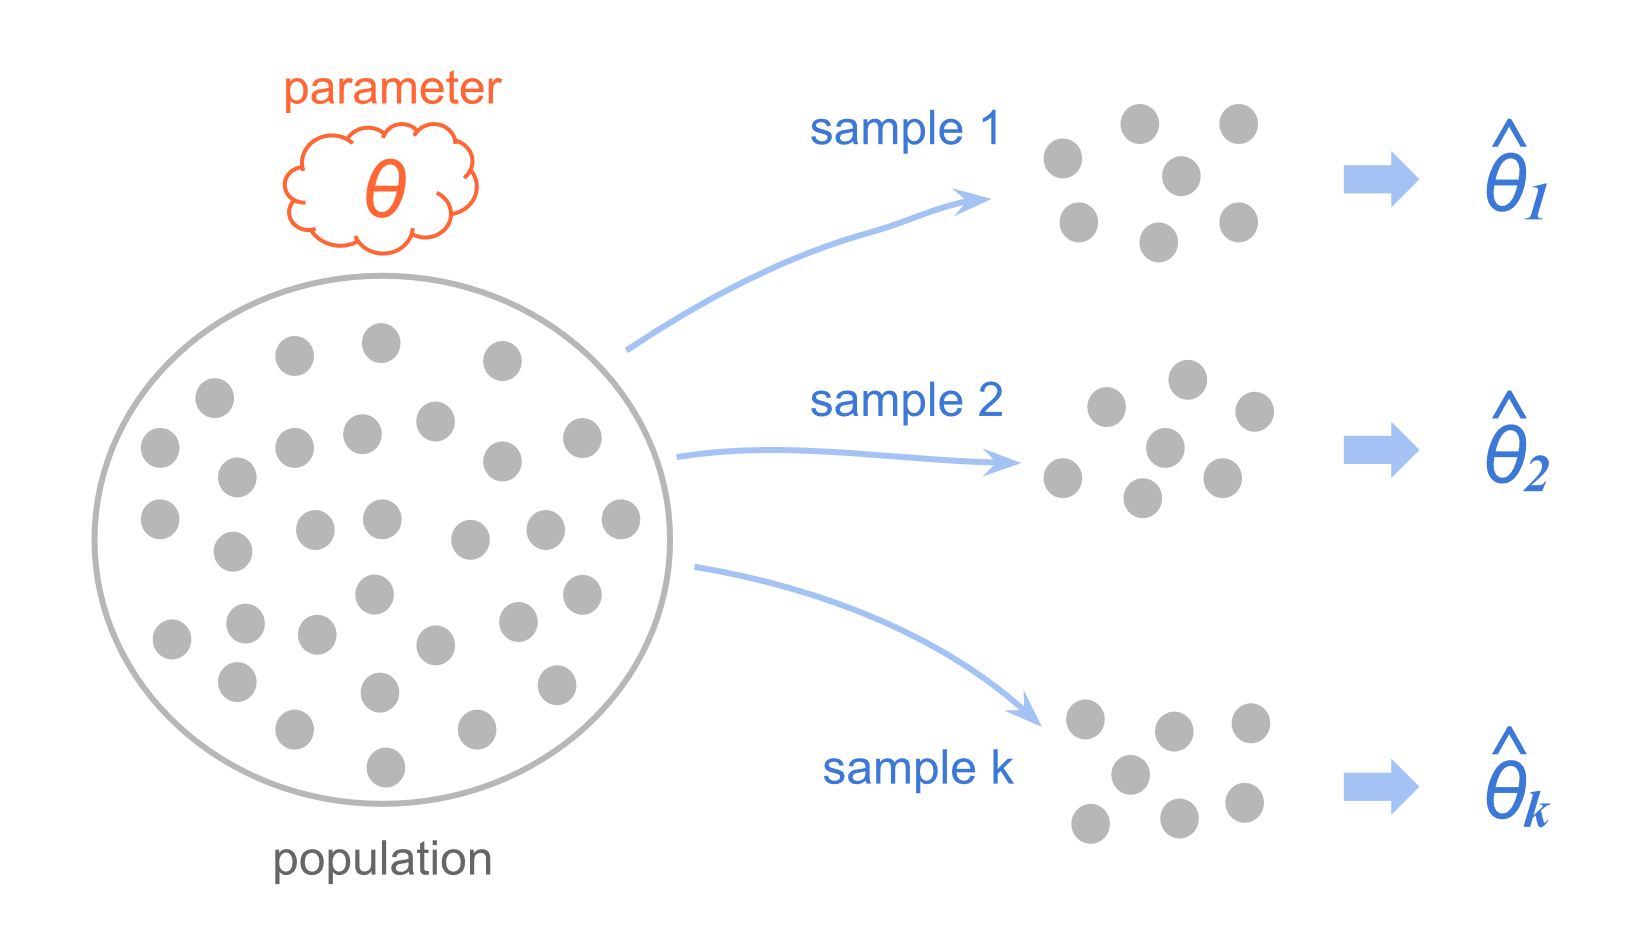 parameter
θ
population
sample 1
θ̂₁
sample 2
θ̂₂
sample k
θ̂ₖ